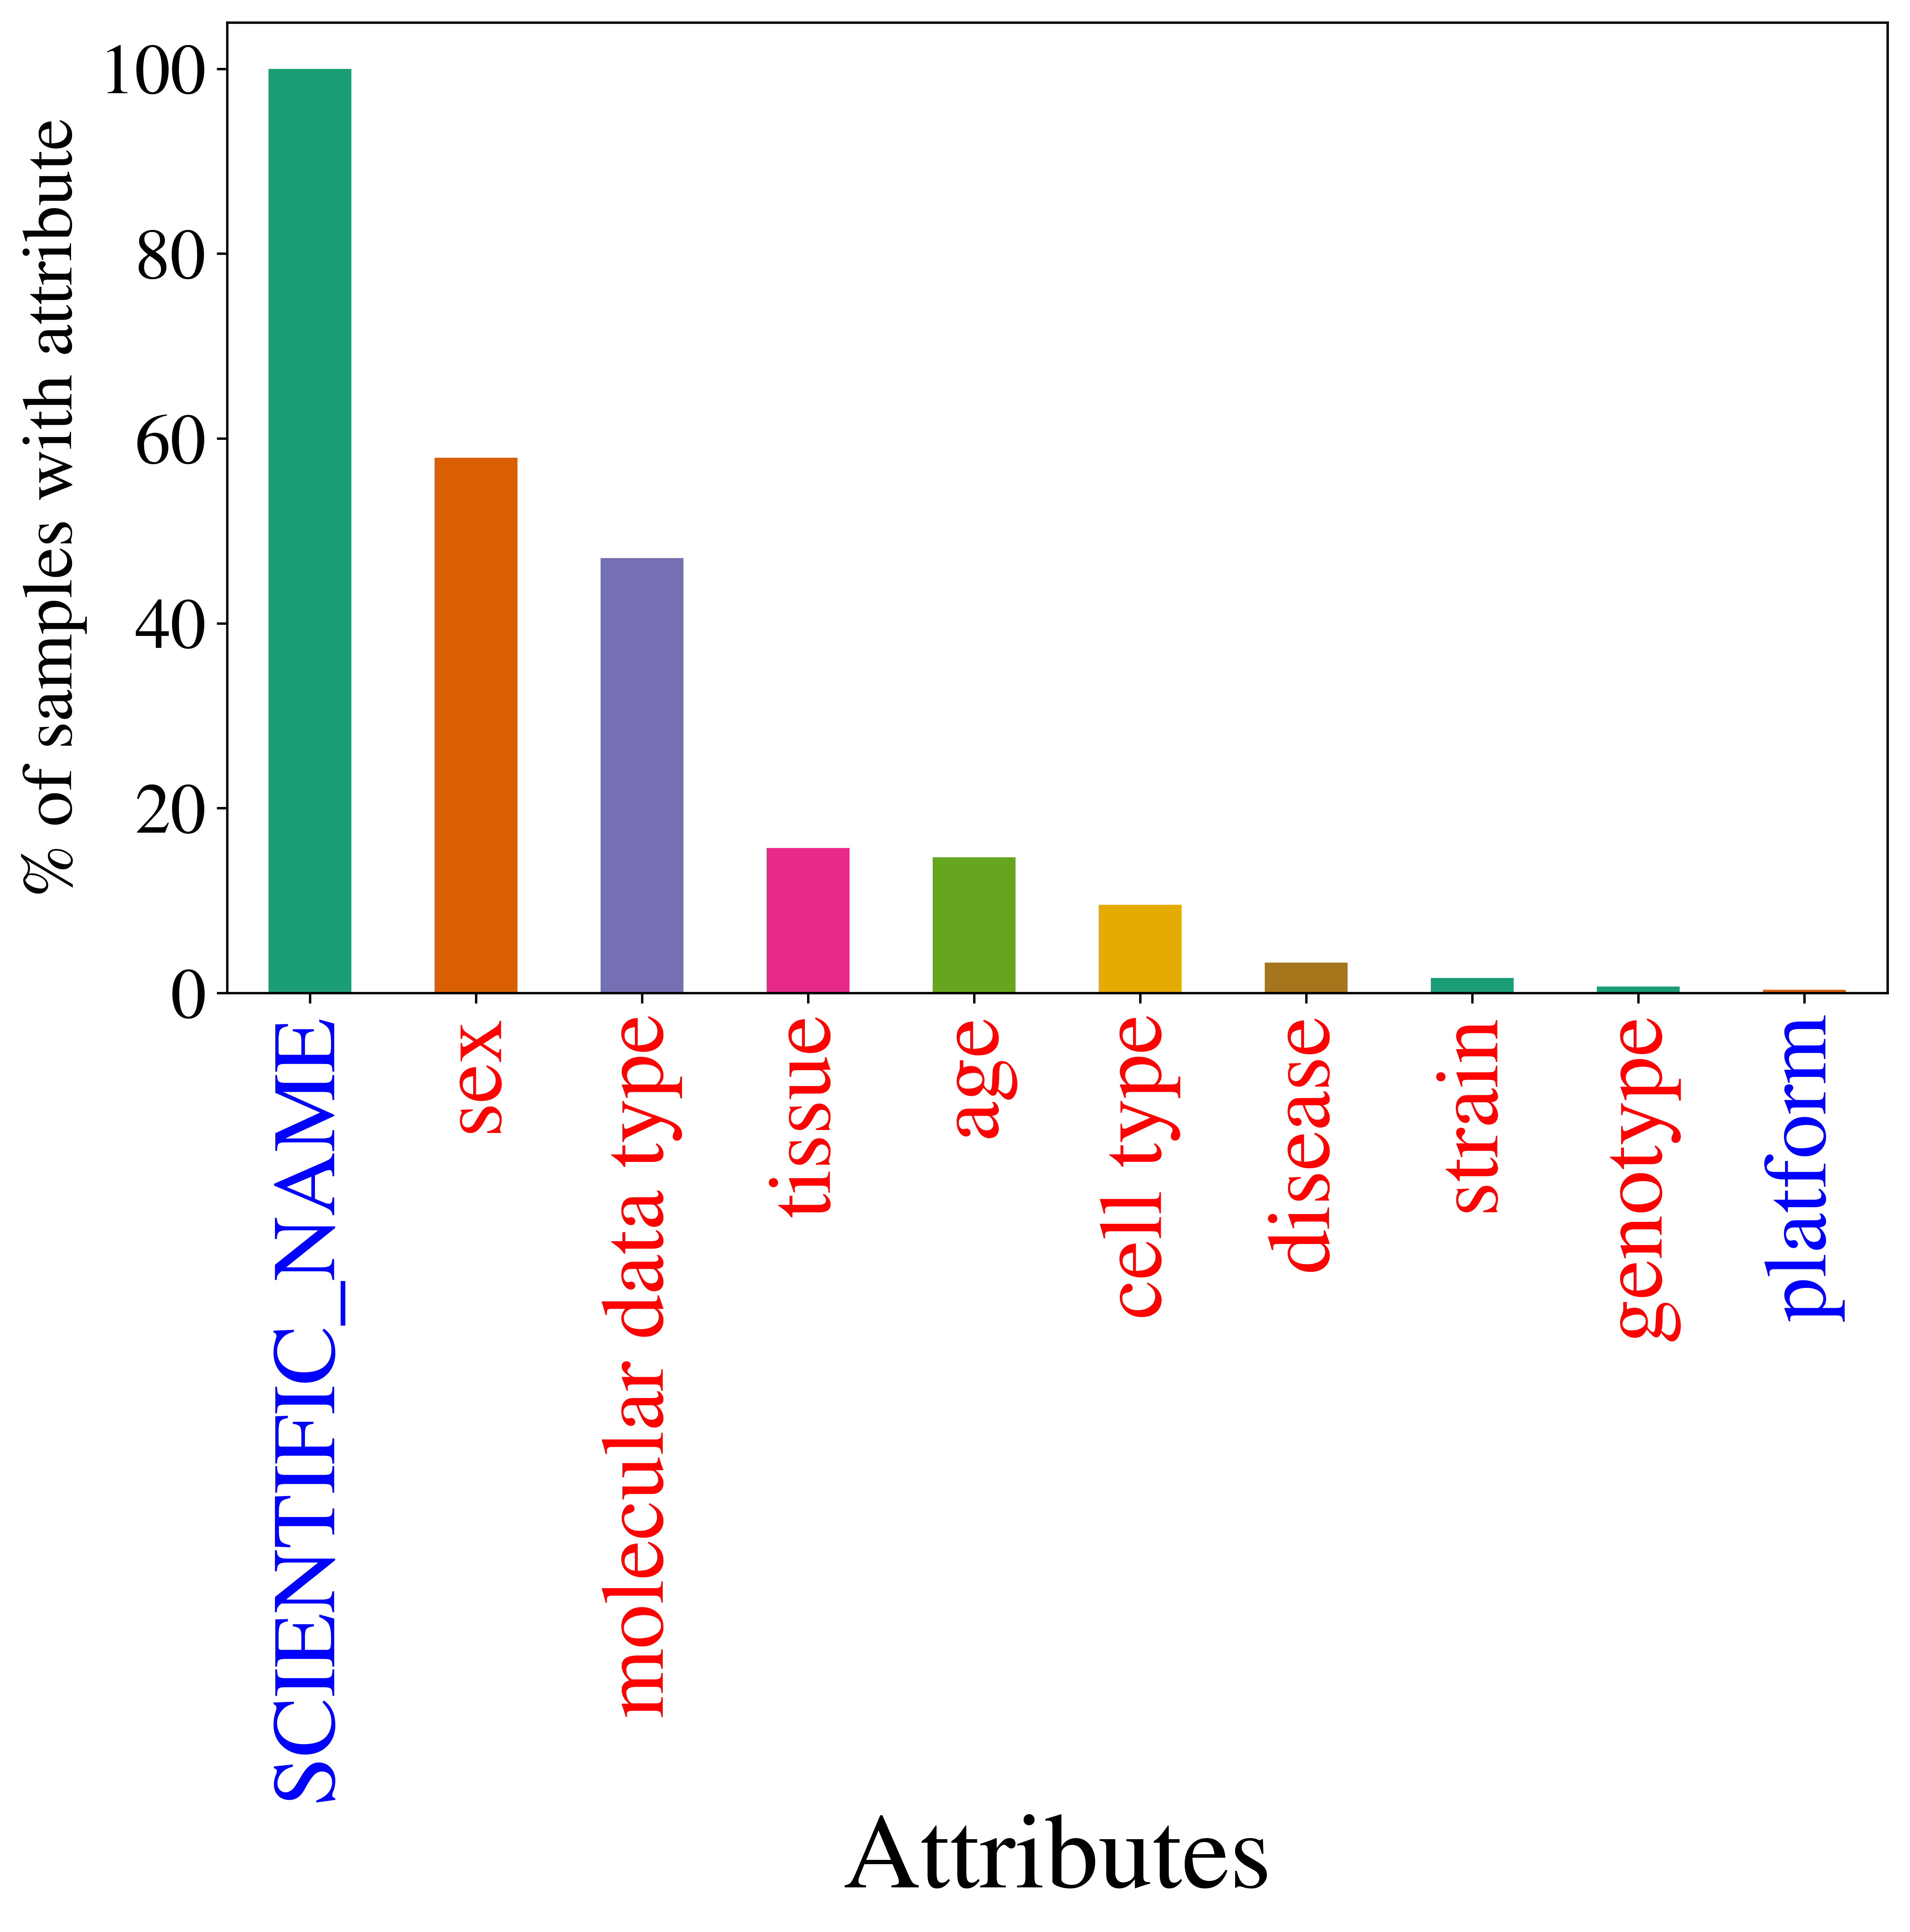 % of samples with attribute
100
80
60
40
20
0
SCIENTIFIC_NAME
sex
molecular data type
tissue
age
cell type
disease
strain
genotype
platform
Attributes